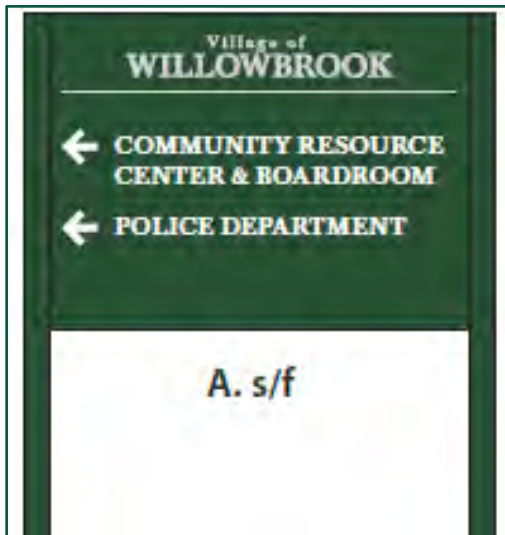 Village of
WILLOWBROOK
← COMMUNITY RESOURCE
CENTER & BOARDROOM
← POLICE DEPARTMENT
A. s/f